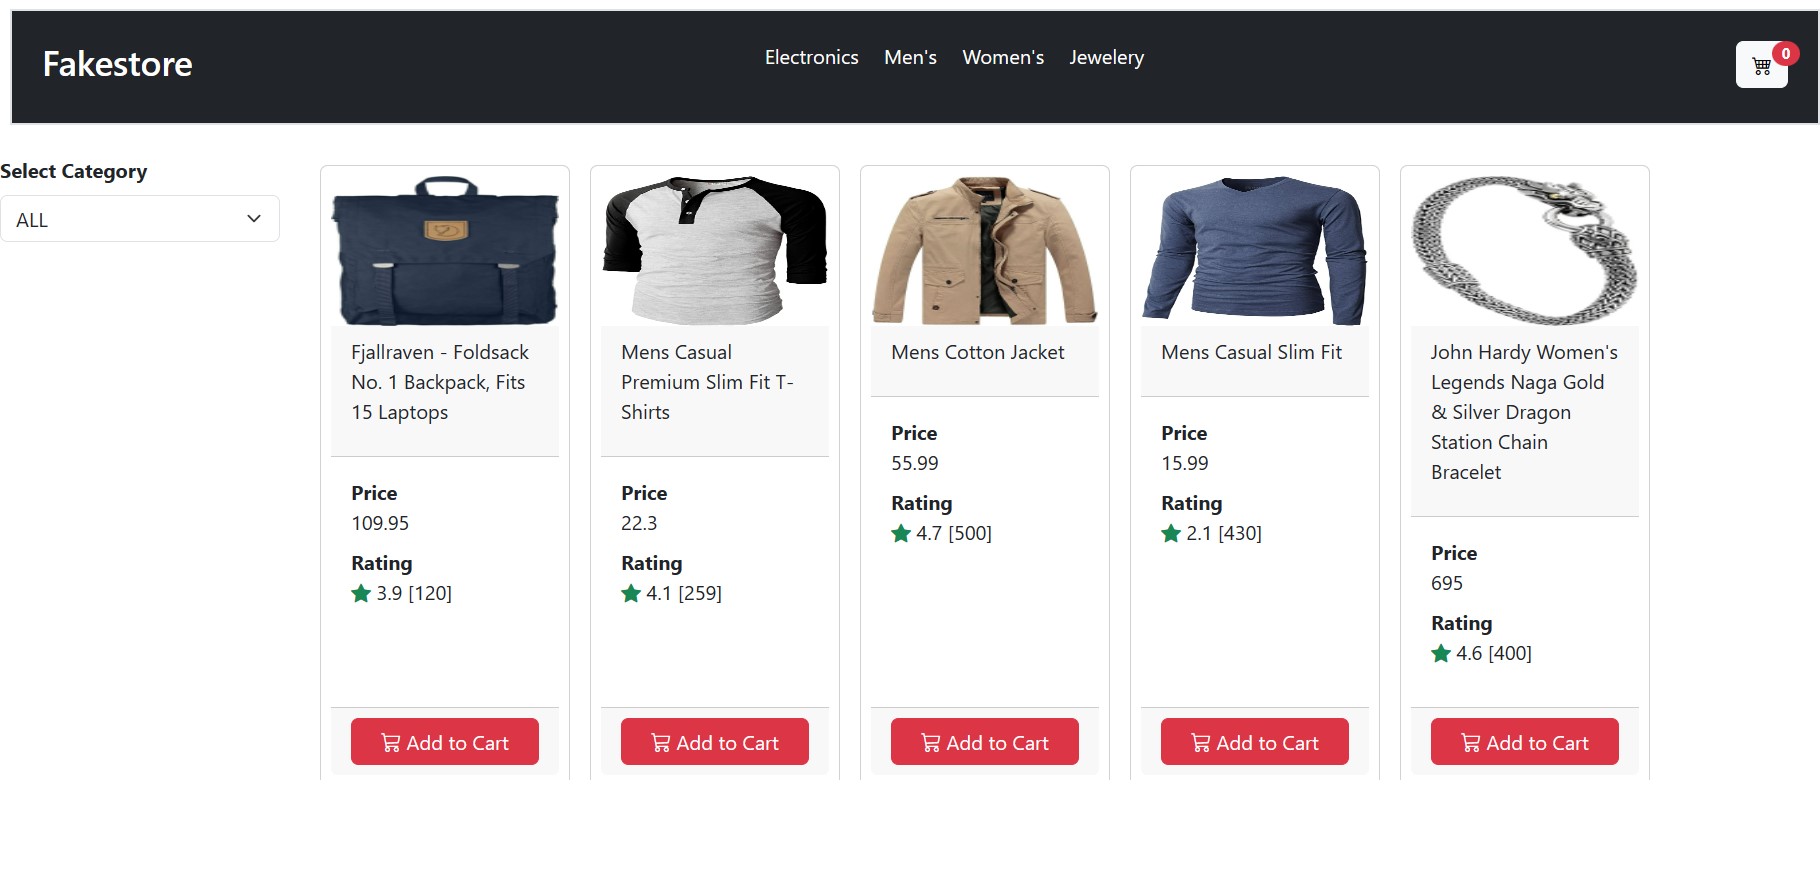 Fakestore
Electronics Men's Women's Jewelery
0
Select Category
ALL
Fjallraven - Foldsack
No. 1 Backpack, Fits
15 Laptops
Price
109.95
Rating
3.9 [120]
Add to Cart
Mens Casual
Premium Slim Fit T-
Shirts
Price
22.3
Rating
4.1 [259]
Add to Cart
Mens Cotton Jacket
Price
55.99
Rating
4.7 [500]
Add to Cart
Mens Casual Slim Fit
Price
15.99
Rating
2.1 [430]
Add to Cart
John Hardy Women's
Legends Naga Gold
& Silver Dragon
Station Chain
Bracelet
Price
695
Rating
4.6 [400]
Add to Cart